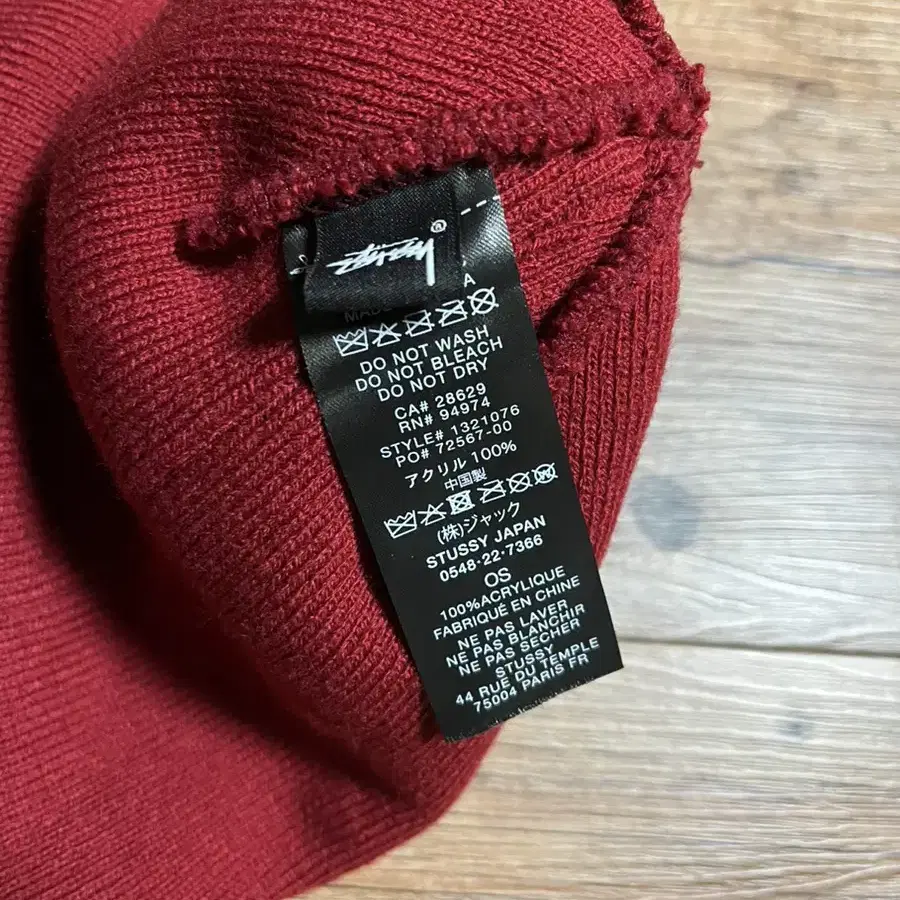 ®
MADE
A
DO NOT WASH
DO NOT BLEACH
DO NOT DRY
CA# 28629
RN# 94974
STYLE# 1321076
PO# 72567-00
アクリル 100%
中国製
(株)ジャック
STUSSY JAPAN
0548-22-7366
OS
100%ACRYLIQUE
FABRIQUÉ EN CHINE
NE PAS LAVER
NE PAS BLANCHIR
NE PAS SÉCHER
STUSSY
44 RUE DU TEMPLE
75004 PARIS FR